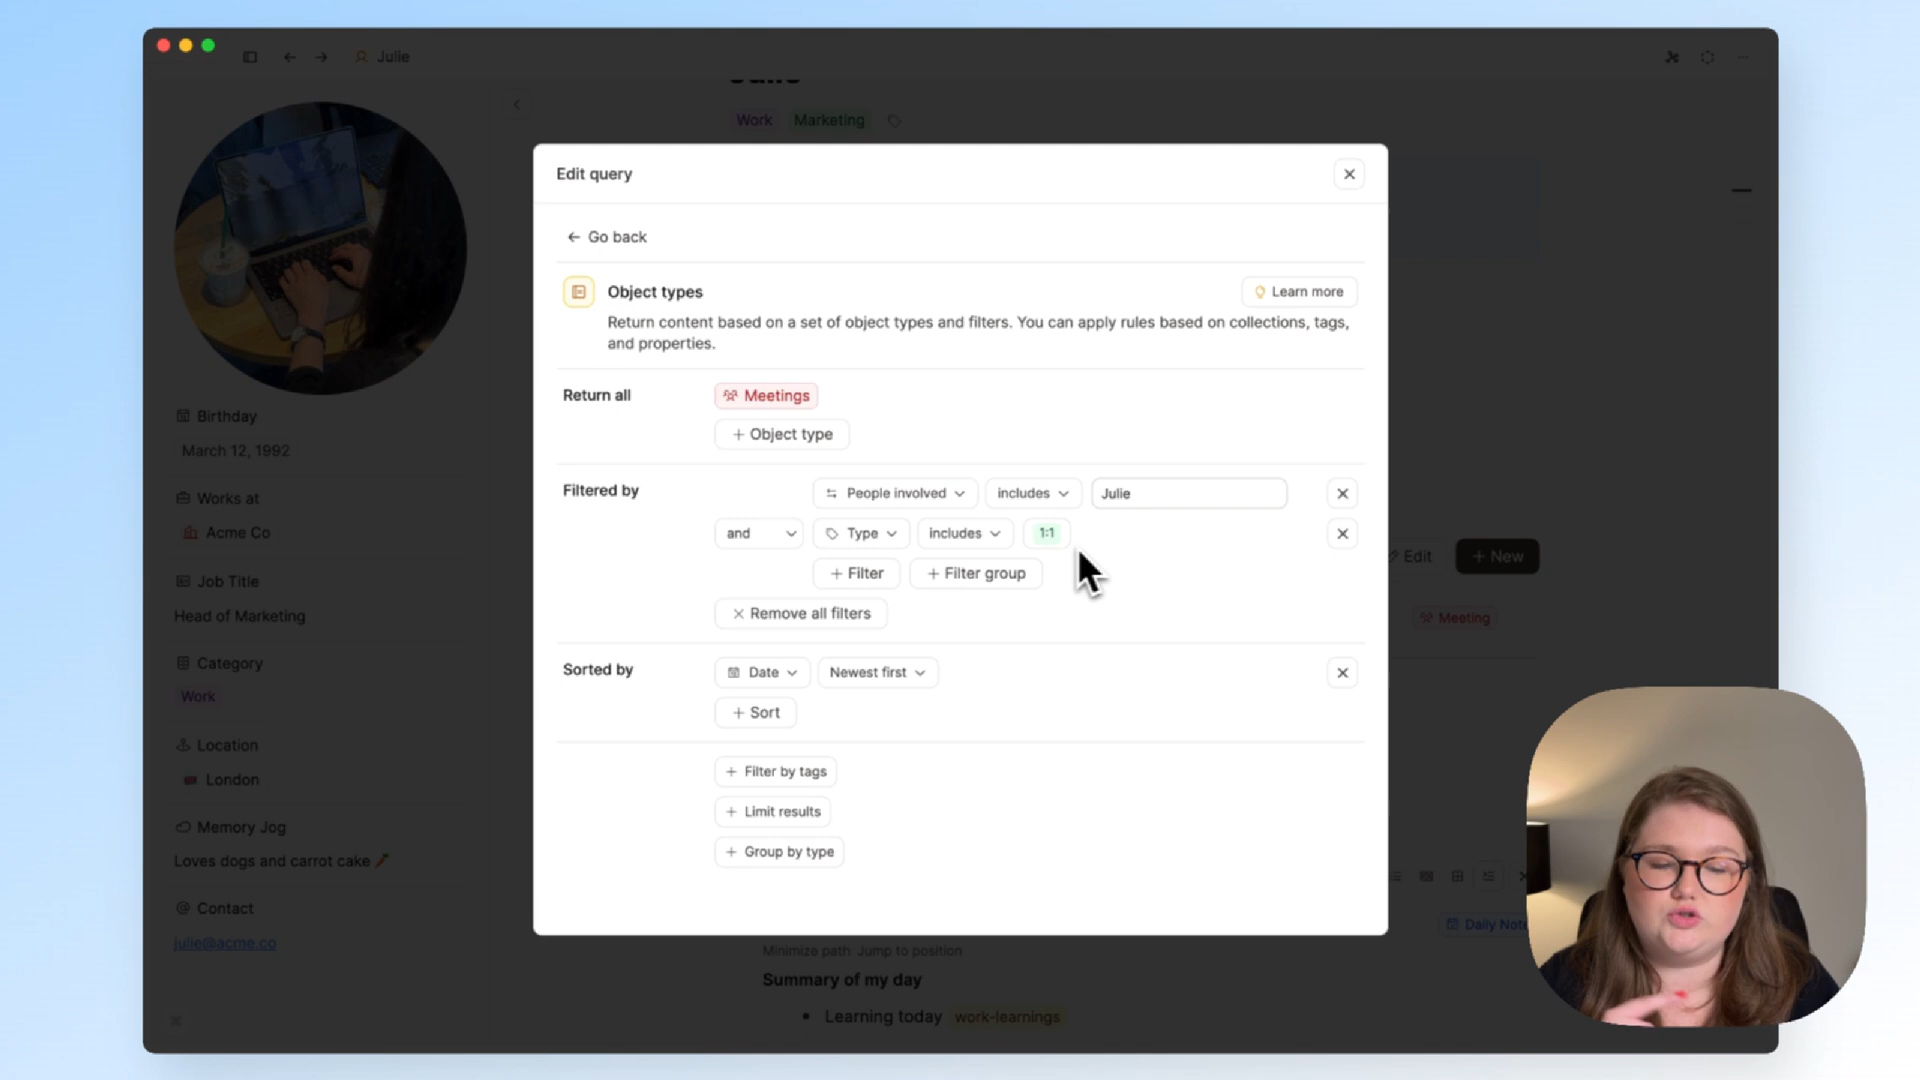 Julie
Julie
Work Marketing
Edit query
Go back
Object types
Learn more
Return content based on a set of object types and filters. You can apply rules based on collections, tags,
and properties.
Return all
Meetings
+ Object type
Filtered by
People involved
includes
Julie
and
Type
includes
1:1
+ Filter
+ Filter group
Remove all filters
Sorted by
Date
Newest first
+ Sort
+ Filter by tags
+ Limit results
+ Group by type
Birthday
March 12, 1992
Works at
Acme Co
Job Title
Head of Marketing
Category
Work
Location
London
Memory Jog
Loves dogs and carrot cake
Contact
julie@acme.co
Edit
+ New
Meeting
Daily Note
Minimize path Jump to position
Summary of my day
• Learning today work-learnings